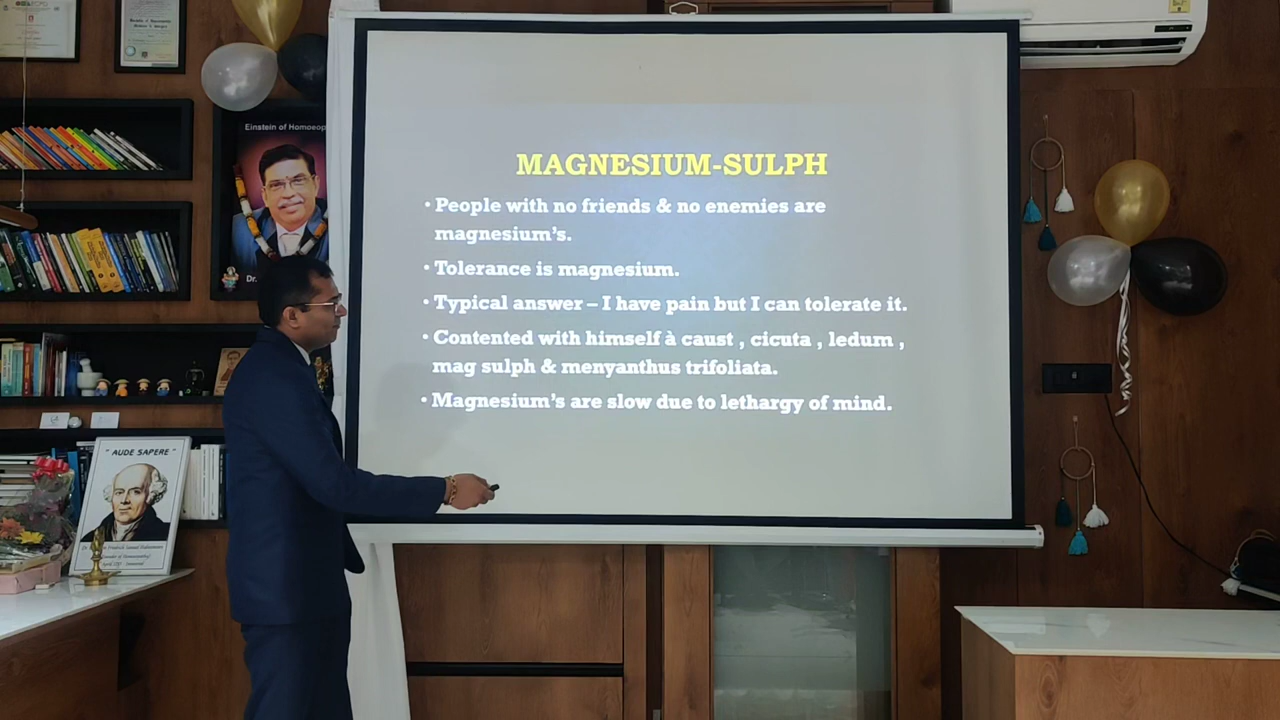 Einstein of Homoeop
MAGNESIUM-SULPH
• People with no friends & no enemies are
magnesium's.
• Tolerance is magnesium.
• Typical answer – I have pain but I can tolerate it.
• Contented with himself à caust , cicuta , ledum ,
mag sulph & menyanthus trifoliata.
• Magnesium's are slow due to lethargy of mind.
Dr.
" AUDE SAPERE "